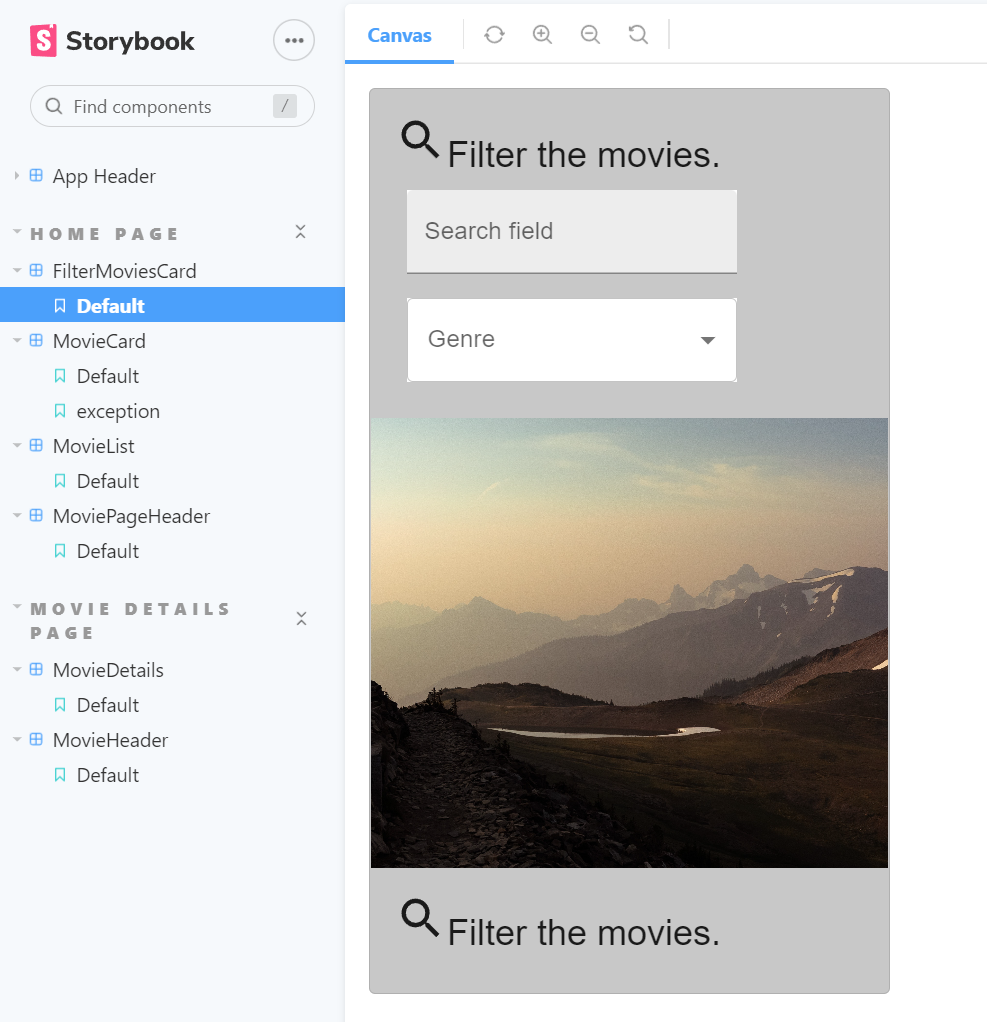 Storybook
Find components
/
App Header
HOME PAGE
FilterMoviesCard
Default
MovieCard
Default
exception
MovieList
Default
MoviePageHeader
Default
MOVIE DETAILS
PAGE
MovieDetails
Default
MovieHeader
Default
Canvas
Filter the movies.
Search field
Genre
Filter the movies.